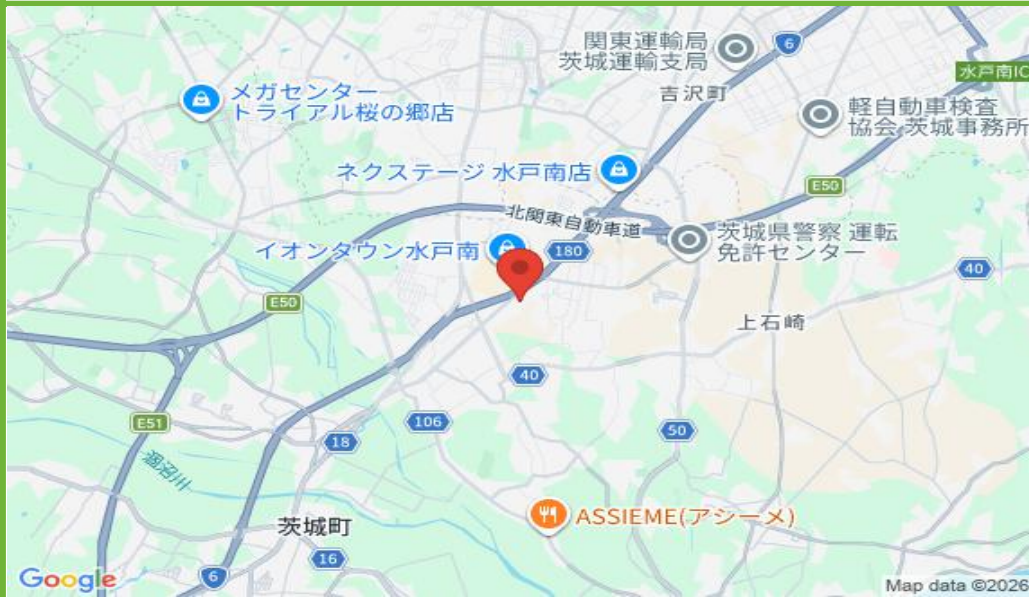 関東運輸局
茨城運輸支局
6
水戸南IC
メガセンター
トライアル桜の郷店
吉沢町
軽自動車検査
協会 茨城事務所
ネクステージ 水戸南店
E50
北関東自動車道
茨城県警察 運転
免許センター
イオンタウン水戸南
180
40
E50
上石崎
40
E51
106
50
18
涸沼川
ASSIEME(アシーメ)
茨城町
16
6
Google
Map data ©2026